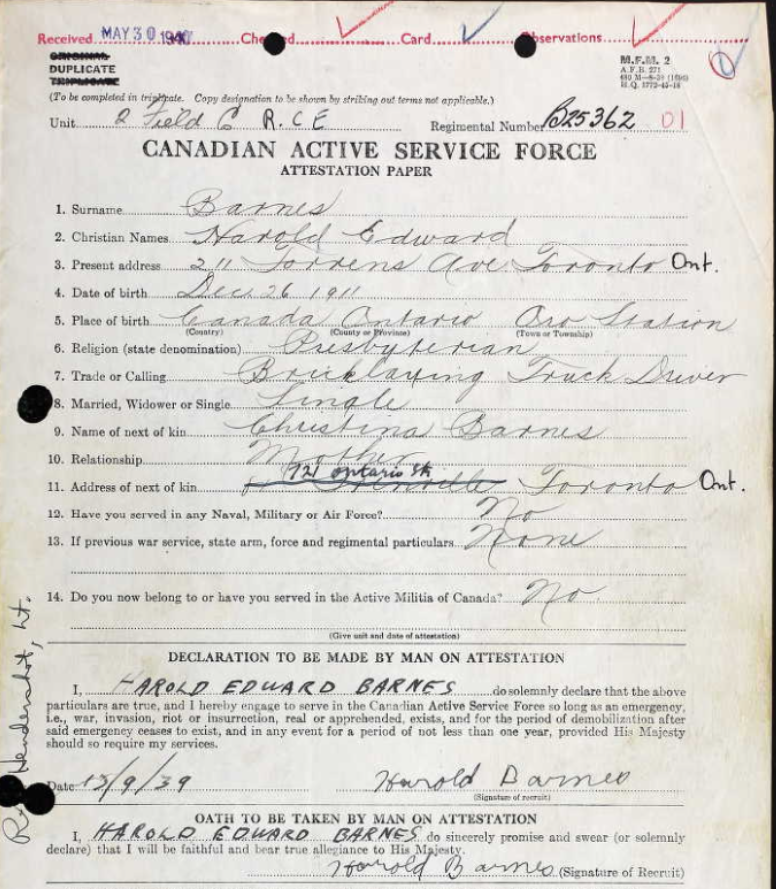 Received MAY 30 1940 Checked Card Observations
ORIGINAL M.F.M. 2
DUPLICATE A.F.B. 271
TRIPLICATE
H.Q. 1772-45-16
(To be completed in triplicate. Copy designation to be shown by striking out terms not applicable.)
Unit 2 Field C R.C.E Regimental Number B25362 01
CANADIAN ACTIVE SERVICE FORCE
ATTESTATION PAPER
1. Surname Barnes
2. Christian Names Harold Edward
3. Present address 211 Torrens Ave Toronto Ont.
4. Date of birth Dec. 26 1911
5. Place of birth Canada Ontario Oro Station
(Country) (County or Province) (Town or Township)
6. Religion (state denomination) Presbyterian
7. Trade or Calling Bricklaying Truck Driver
8. Married, Widower or Single Single
9. Name of next of kin Christina Barnes
10. Relationship Mother
721 Ontario St.
11. Address of next of kin Grenville Toronto Ont.
12. Have you served in any Naval, Military or Air Force? No
13. If previous war service, state arm, force and regimental particulars None
14. Do you now belong to or have you served in the Active Militia of Canada? No
(Give unit and date of attestation)
DECLARATION TO BE MADE BY MAN ON ATTESTATION
I, HAROLD EDWARD BARNES do solemnly declare that the above
particulars are true, and I hereby engage to serve in the Canadian Active Service Force so long as an emergency,
i.e., war, invasion, riot or insurrection, real or apprehended, exists, and for the period of demobilization after
said emergency ceases to exist, and in any event for a period of not less than one year, provided His Majesty
should so require my services.
Date 15/9/39 Harold Barnes
(Signature of recruit)
OATH TO BE TAKEN BY MAN ON ATTESTATION
I, HAROLD EDWARD BARNES do sincerely promise and swear (or solemnly
declare) that I will be faithful and bear true allegiance to His Majesty.
Harold Barnes (Signature of Recruit)
Hendershot, Lt.